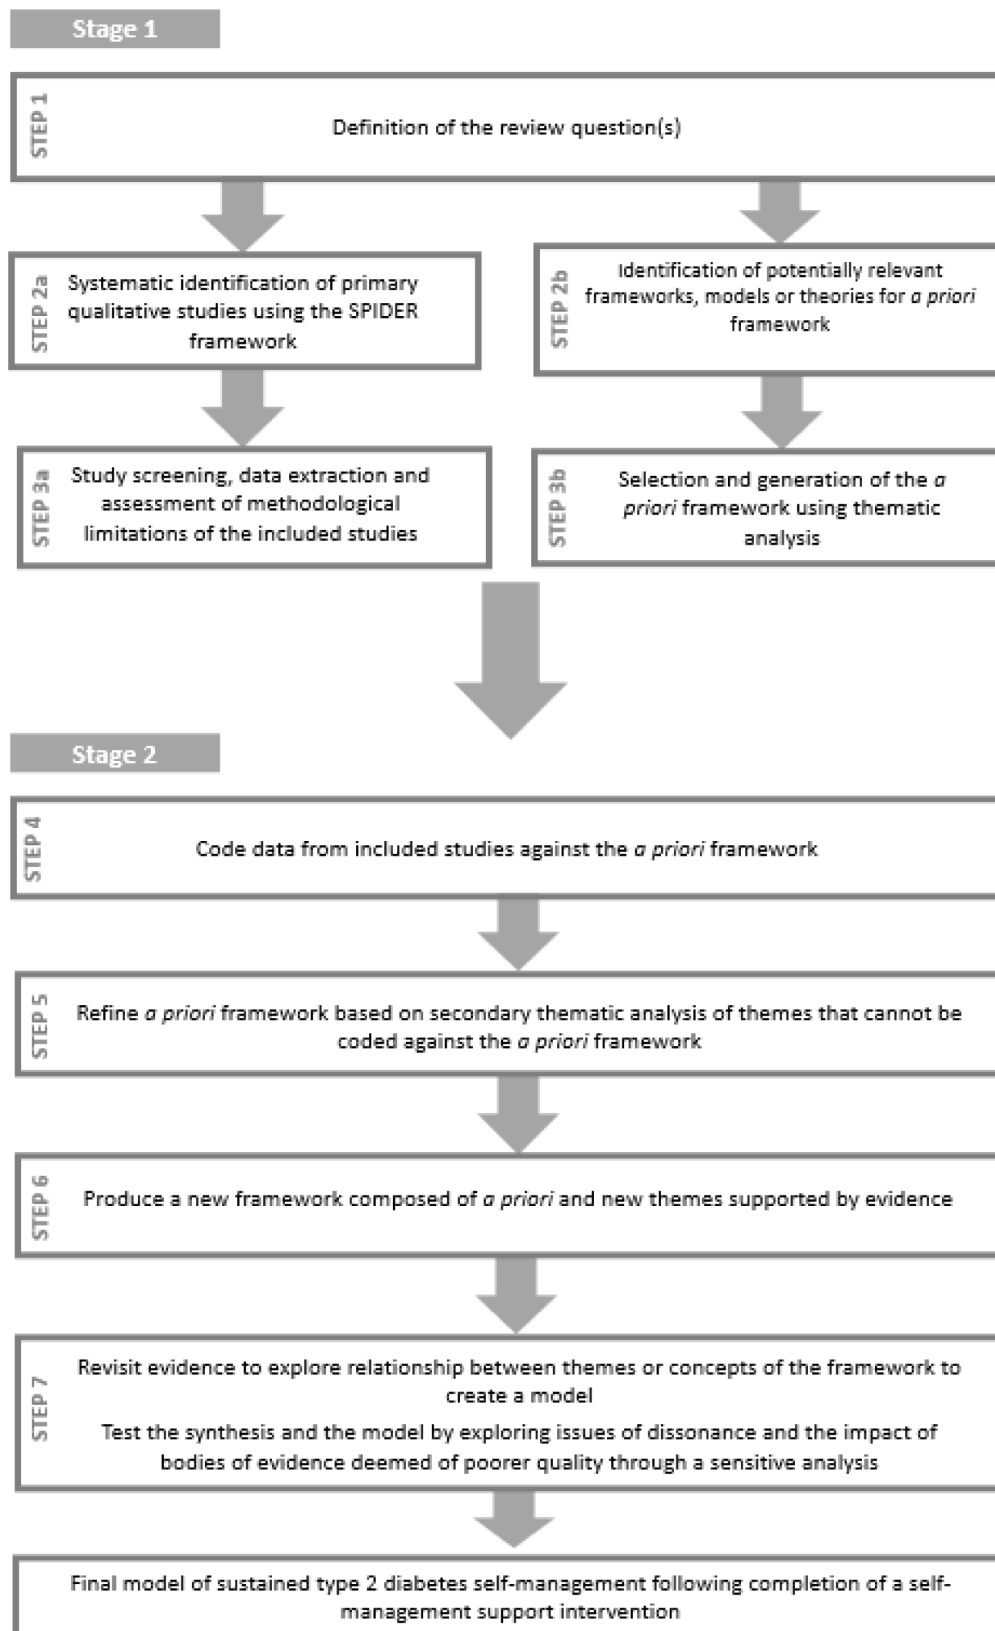 Stage 1
STEP 1
Definition of the review question(s)
STEP 2a
Systematic identification of primary
qualitative studies using the SPIDER
framework
STEP 2b
Identification of potentially relevant
frameworks, models or theories for a priori
framework
STEP 3a
Study screening, data extraction and
assessment of methodological
limitations of the included studies
STEP 3b
Selection and generation of the a
priori framework using thematic
analysis
Stage 2
STEP 4
Code data from included studies against the a priori framework
STEP 5
Refine a priori framework based on secondary thematic analysis of themes that cannot be
coded against the a priori framework
STEP 6
Produce a new framework composed of a priori and new themes supported by evidence
STEP 7
Revisit evidence to explore relationship between themes or concepts of the framework to
create a model
Test the synthesis and the model by exploring issues of dissonance and the impact of
bodies of evidence deemed of poorer quality through a sensitive analysis
Final model of sustained type 2 diabetes self-management following completion of a self-
management support intervention